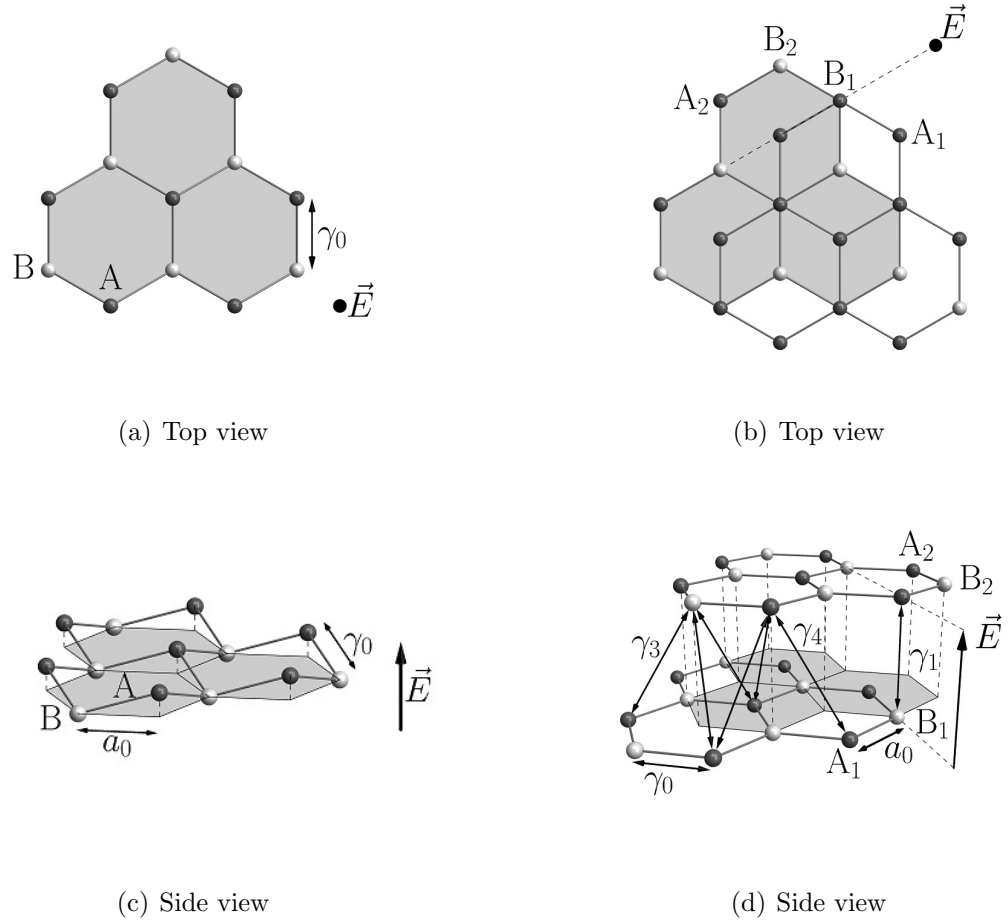 B
A
γ₀
E⃗
(a) Top view
B₂
E⃗
B₁
A₂
A₁
(b) Top view
γ₀
A
B
a₀
E⃗
(c) Side view
A₂
B₂
E⃗
γ₃
γ₄
γ₁
B₁
A₁
a₀
γ₀
(d) Side view